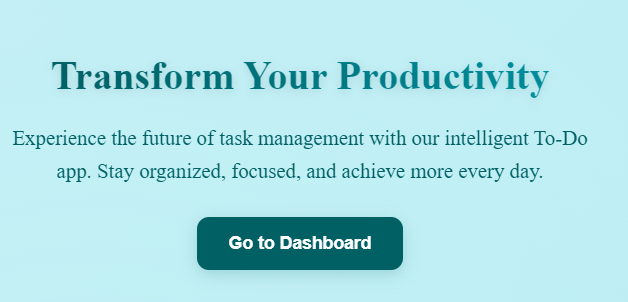 Transform Your Productivity
Experience the future of task management with our intelligent To-Do
app. Stay organized, focused, and achieve more every day.
Go to Dashboard